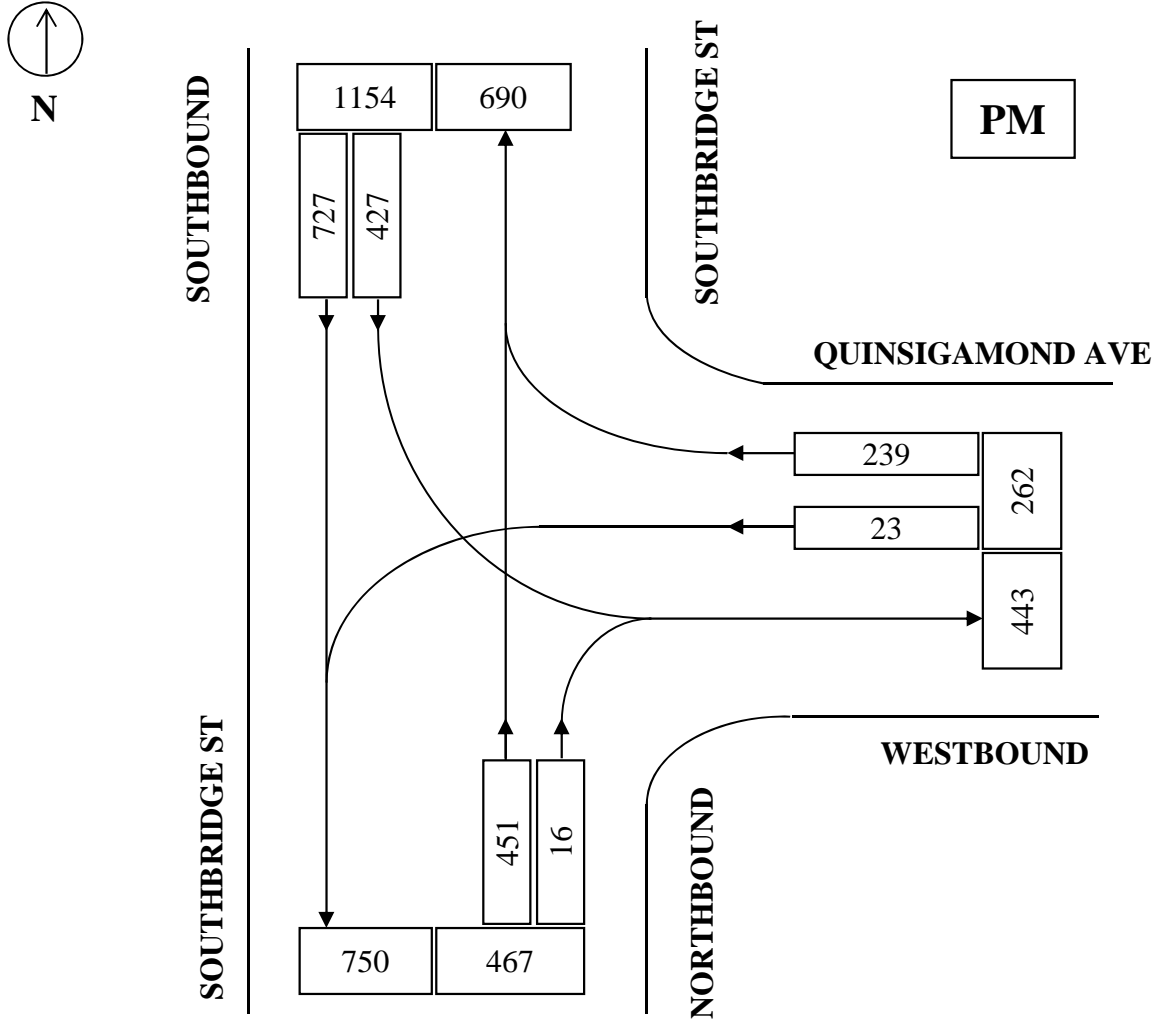 N
SOUTHBOUND
1154
690
SOUTHBRIDGE ST
PM
727
427
QUINSIGAMOND AVE
239
262
23
443
SOUTHBRIDGE ST
WESTBOUND
451
16
NORTHBOUND
750
467